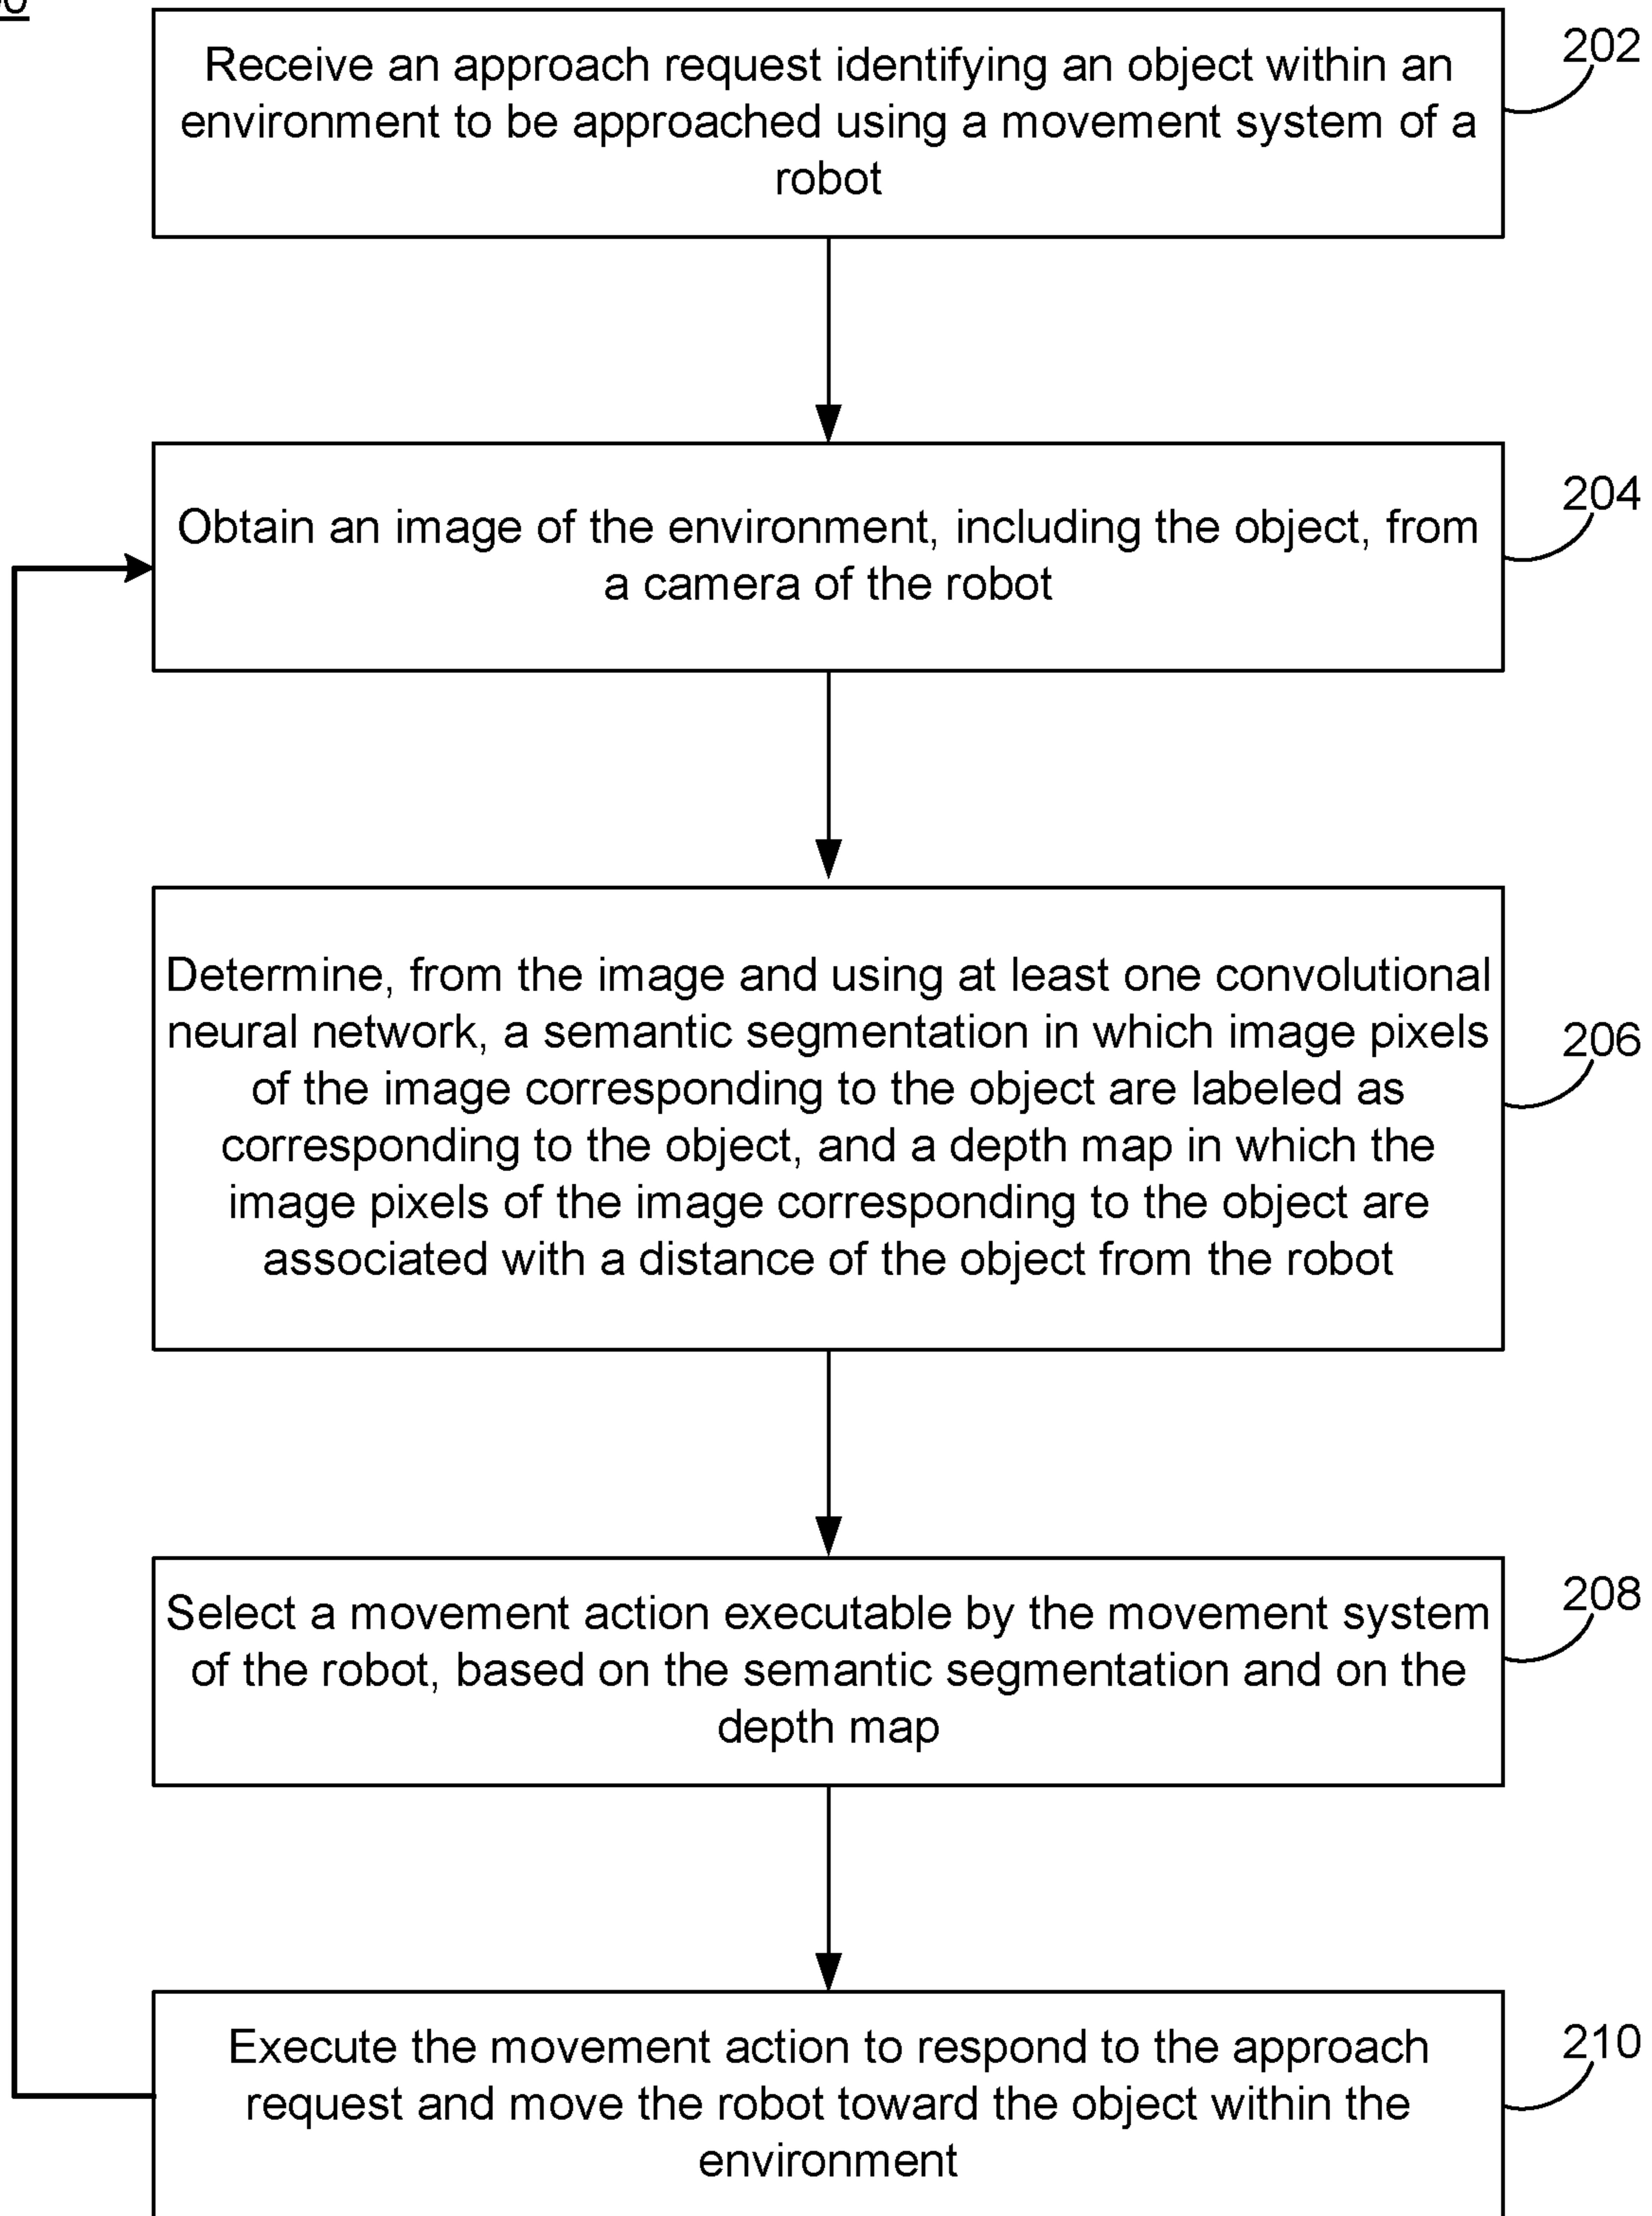 Receive an approach request identifying an object within an
environment to be approached using a movement system of a
robot
202
Obtain an image of the environment, including the object, from
a camera of the robot
204
Determine, from the image and using at least one convolutional
neural network, a semantic segmentation in which image pixels
of the image corresponding to the object are labeled as
corresponding to the object, and a depth map in which the
image pixels of the image corresponding to the object are
associated with a distance of the object from the robot
206
Select a movement action executable by the movement system
of the robot, based on the semantic segmentation and on the
depth map
208
Execute the movement action to respond to the approach
request and move the robot toward the object within the
environment
210